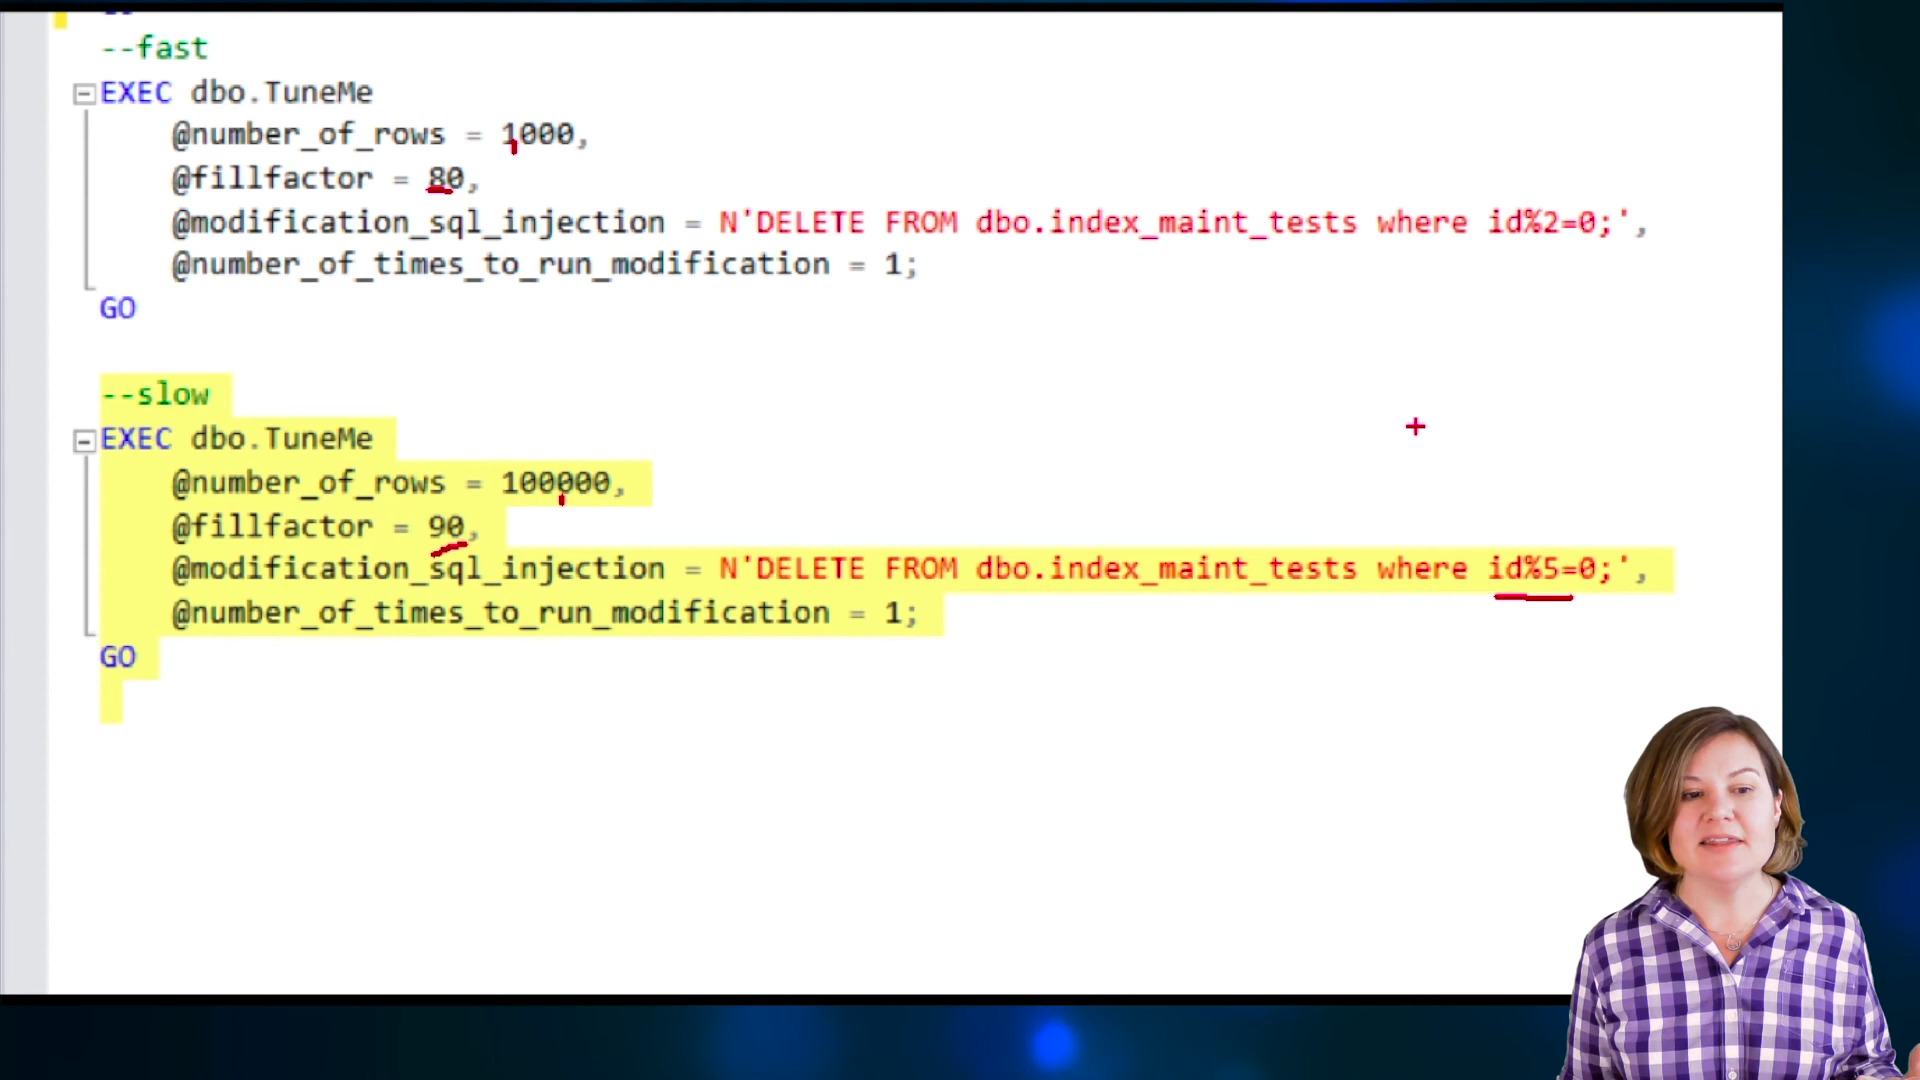 --fast
EXEC dbo.TuneMe
@number_of_rows = 1000,
@fillfactor = 80,
@modification_sql_injection = N'DELETE FROM dbo.index_maint_tests where id%2=0;',
@number_of_times_to_run_modification = 1;
GO
--slow
EXEC dbo.TuneMe
@number_of_rows = 100000,
@fillfactor = 90,
@modification_sql_injection = N'DELETE FROM dbo.index_maint_tests where id%5=0;',
@number_of_times_to_run_modification = 1;
GO